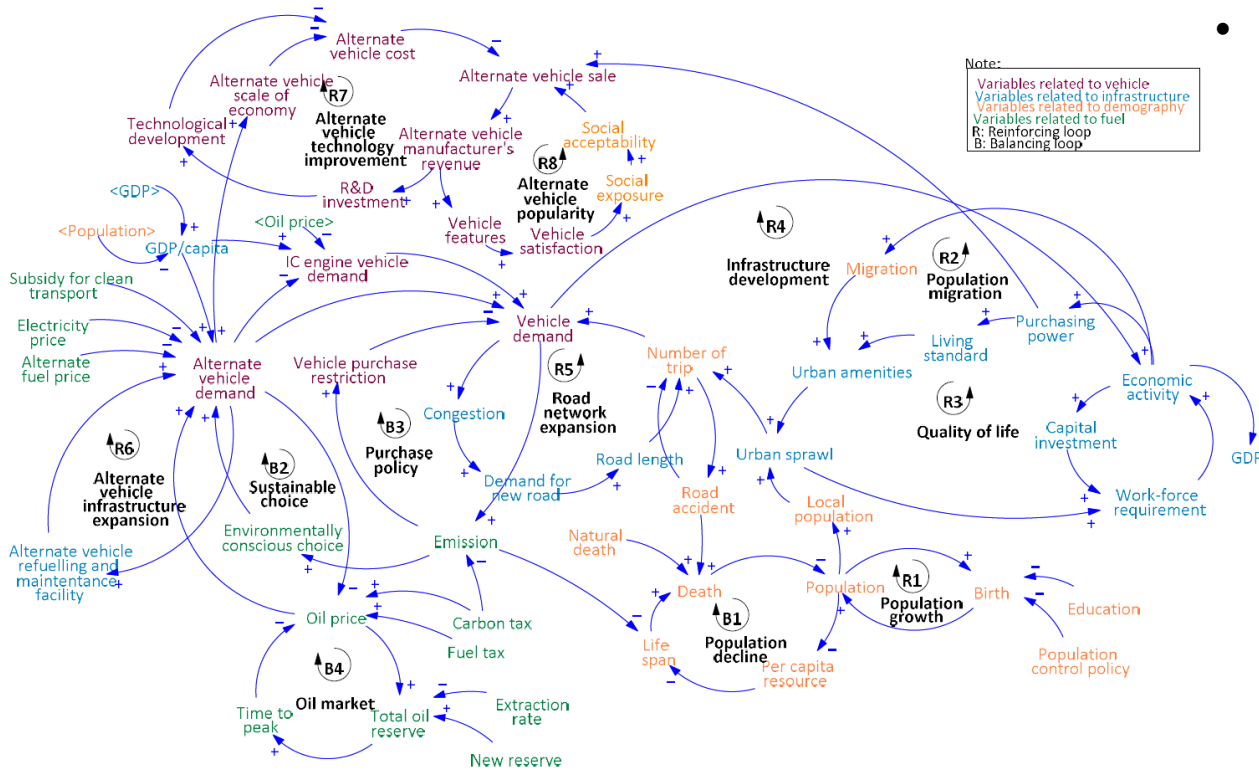 Note:
Variables related to vehicle
Variables related to infrastructure
Variables related to demography
Variables related to fuel
R: Reinforcing loop
B: Balancing loop
Alternate
vehicle cost
Alternate vehicle sale
Alternate vehicle
scale of
economy
R7
Alternate
vehicle
technology
improvement
Technological
development
Alternate vehicle
manufacturer's
revenue
Social
acceptability
R8
Alternate
vehicle
popularity
Social
exposure
R&D
investment
Vehicle
features
Vehicle
satisfaction
<GDP>
<Population>
GDP/capita
<Oil price>
IC engine vehicle
demand
R4
Infrastructure
development
Migration
R2
Population
migration
Subsidy for clean
transport
Electricity
price
Alternate
fuel price
Alternate
vehicle
demand
Vehicle purchase
restriction
Vehicle
demand
Number of
trip
R5
Road
network
expansion
Living
standard
Purchasing
power
Urban amenities
Economic
activity
R3
Quality of life
Capital
investment
GDP
Congestion
B3
Purchase
policy
R6
Alternate
vehicle
infrastructure
expansion
B2
Sustainable
choice
Demand for
new road
Road length
Urban sprawl
Road
accident
Local
population
Work-force
requirement
Environmentally
conscious choice
Emission
Natural
death
Alternate vehicle
refuelling and
maintentance
facility
Death
Population
R1
Population
growth
Birth
Education
Population
control policy
B1
Population
decline
Life
span
Per capita
resource
Oil price
Carbon tax
Fuel tax
B4
Oil market
Time to
peak
Total oil
reserve
Extraction
rate
New reserve